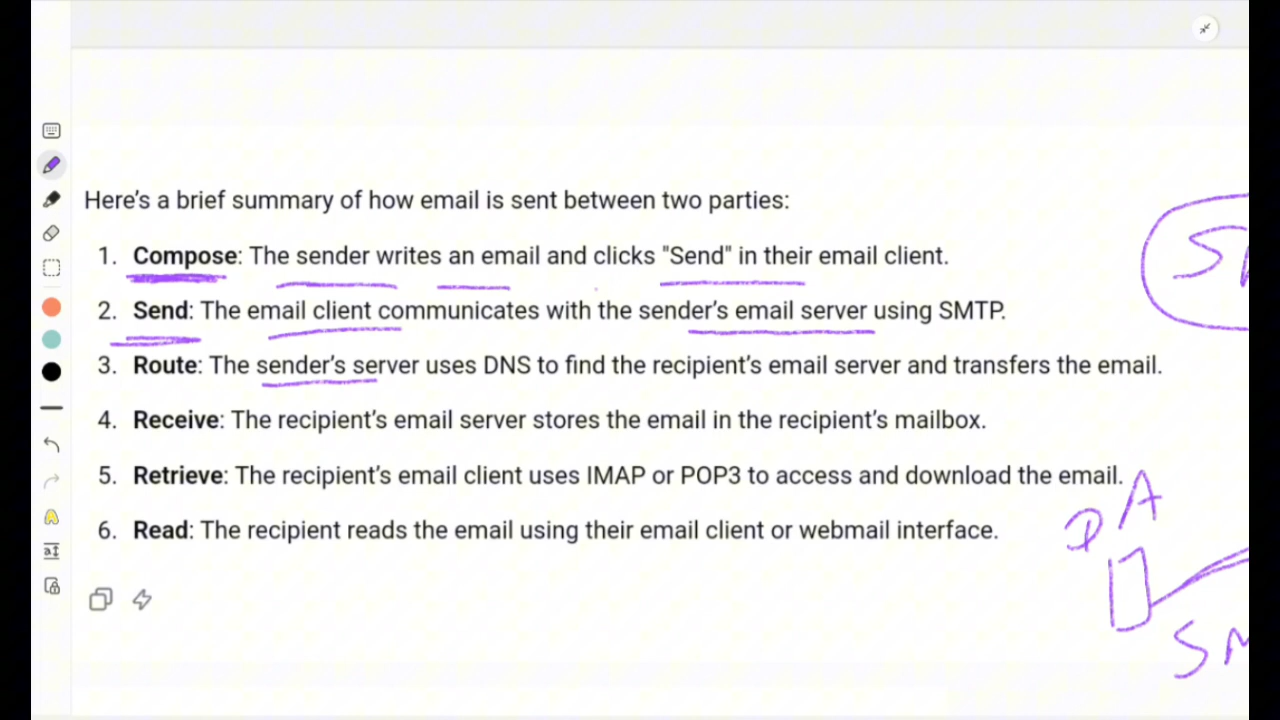 Here's a brief summary of how email is sent between two parties:
1. Compose: The sender writes an email and clicks "Send" in their email client.
2. Send: The email client communicates with the sender's email server using SMTP.
3. Route: The sender's server uses DNS to find the recipient's email server and transfers the email.
4. Receive: The recipient's email server stores the email in the recipient's mailbox.
5. Retrieve: The recipient's email client uses IMAP or POP3 to access and download the email.
6. Read: The recipient reads the email using their email client or webmail interface.
A